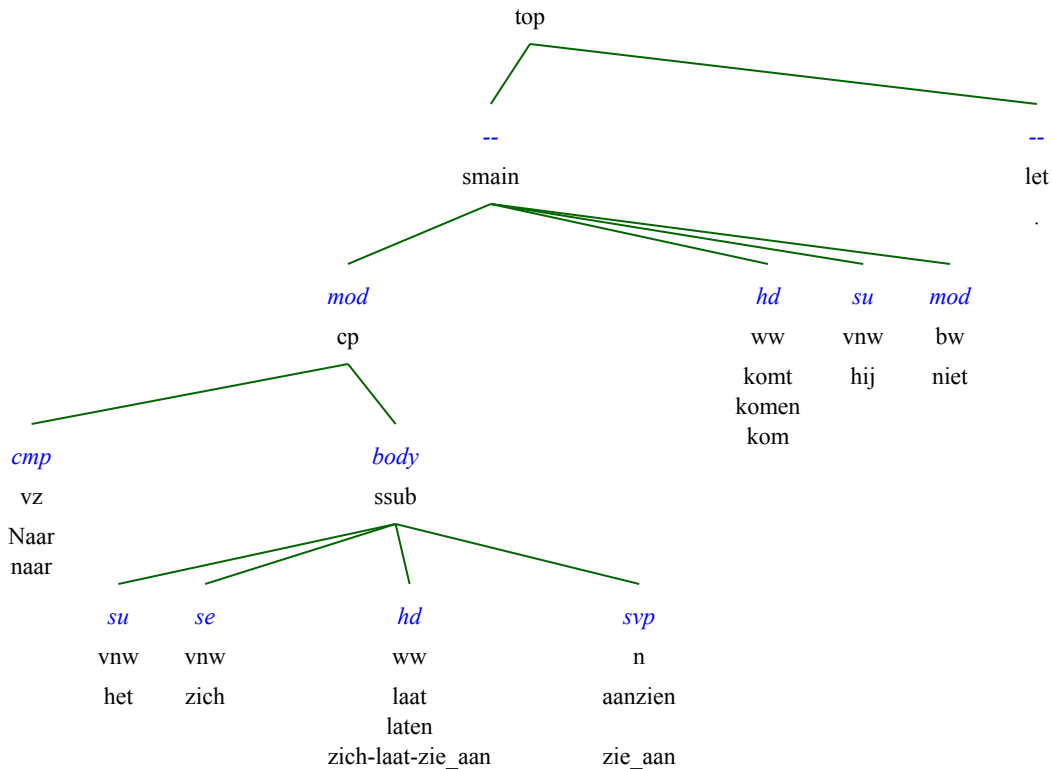 top
-- --
smain let
.
mod hd su mod
cp ww vnw bw
komt hij niet
komen
kom
cmp body
vz ssub
Naar
naar
su se hd svp
vnw vnw ww n
het zich laat aanzien
laten
zich-laat-zie_aan zie_aan